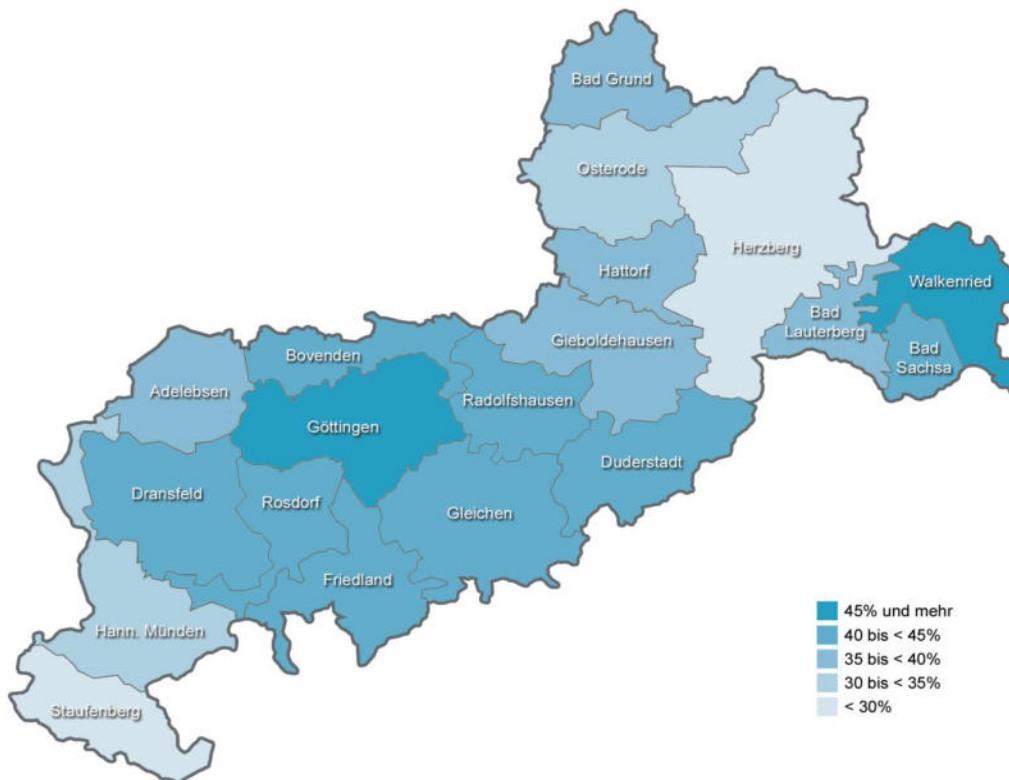 Bad Grund
Osterode
Herzberg
Hattorf
Walkenried
Bad
Lauterberg
Bad
Sachsa
Gieboldehausen
Bovenden
Adelebsen
Radolfshausen
Göttingen
Duderstadt
Dransfeld
Rosdorf
Gleichen
Friedland
Hann. Münden
Staufenberg
45% und mehr
40 bis < 45%
35 bis < 40%
30 bis < 35%
< 30%